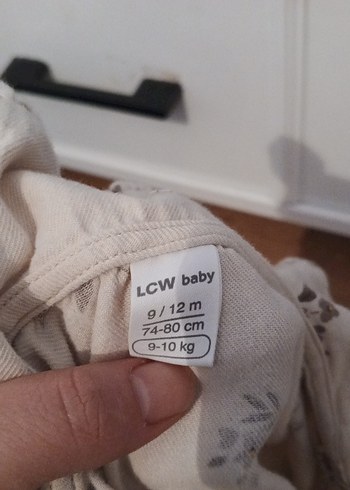 LCW baby
9 / 12 m
74-80 cm
9-10 kg